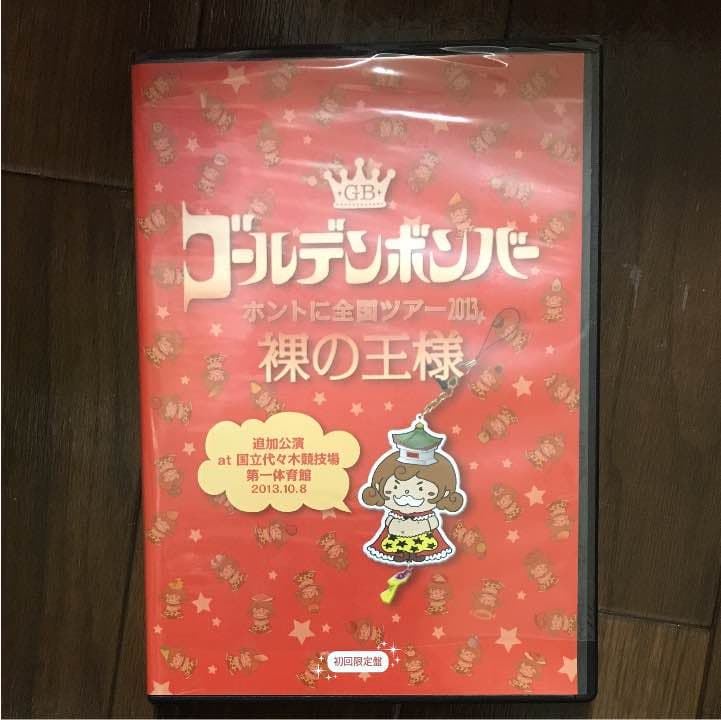 GB
ゴールデンボンバー
ホントに全国ツアー2013
裸の王様
追加公演
at 国立代々木競技場
第一体育館
2013.10.8
初回限定盤